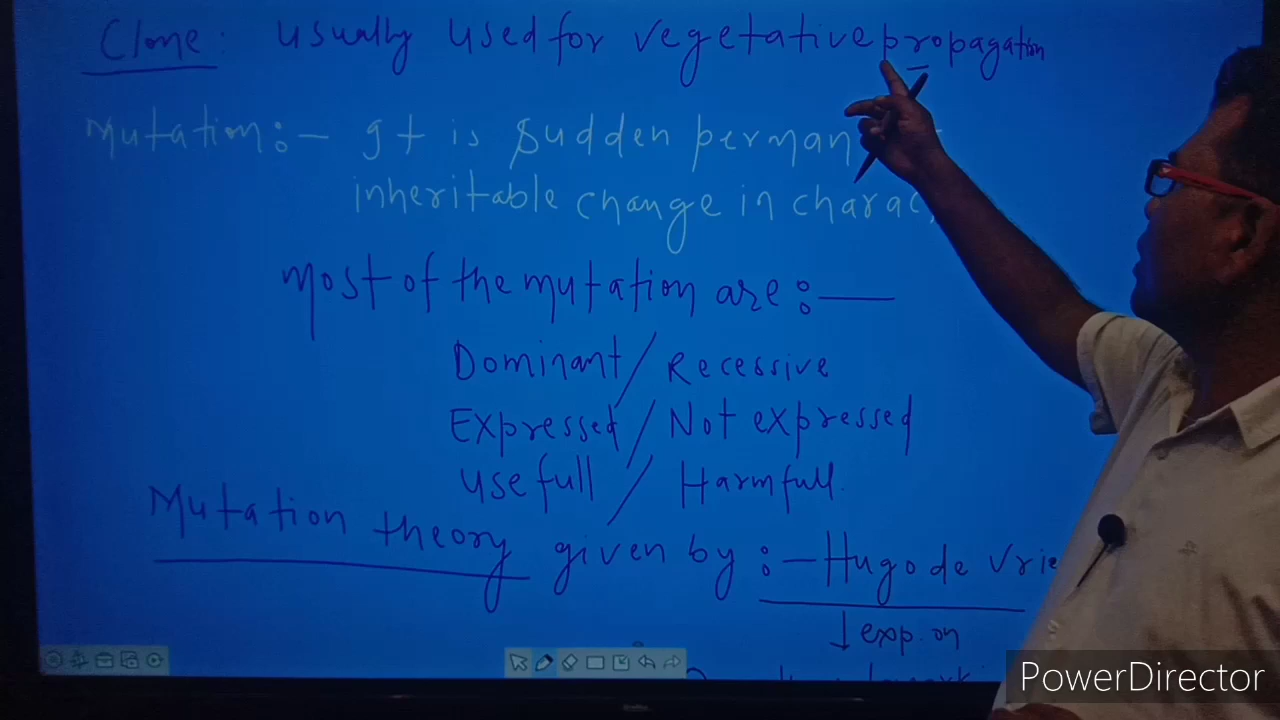 Clone: Usually used for vegetative propagation
Mutation:- It is sudden perman
inheritable change in charac
most of the mutation are:—
Dominant / Recessive
Expressed / Not expressed
Usefull / Harmfull.
Mutation theory given by :- Hugo de Vrie
↓ exp. on
PowerDirector